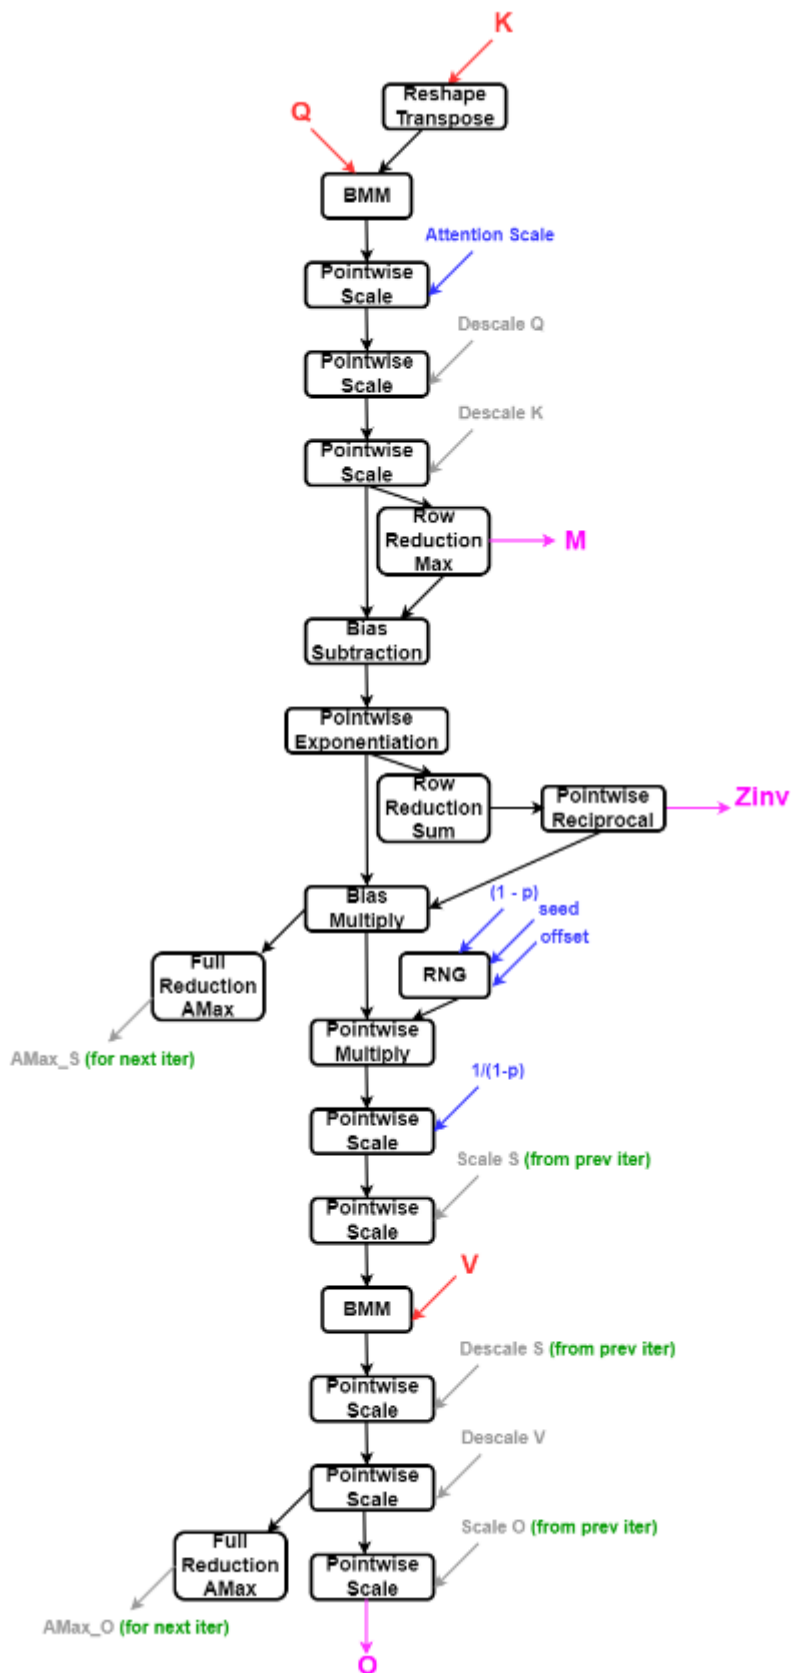 K
Reshape
Transpose
Q
BMM
Attention Scale
Pointwise
Scale
Descale Q
Pointwise
Scale
Descale K
Pointwise
Scale
Row
Reduction
Max
M
Bias
Subtraction
Pointwise
Exponentiation
Row
Reduction
Sum
Pointwise
Reciprocal
Zinv
Bias
Multiply
(1 - p)
seed
offset
Full
Reduction
AMax
RNG
AMax_S (for next iter)
Pointwise
Multiply
1/(1-p)
Pointwise
Scale
Scale S (from prev iter)
Pointwise
Scale
V
BMM
Descale S (from prev iter)
Pointwise
Scale
Descale V
Pointwise
Scale
Scale O (from prev iter)
Full
Reduction
AMax
Pointwise
Scale
AMax_O (for next iter)
O